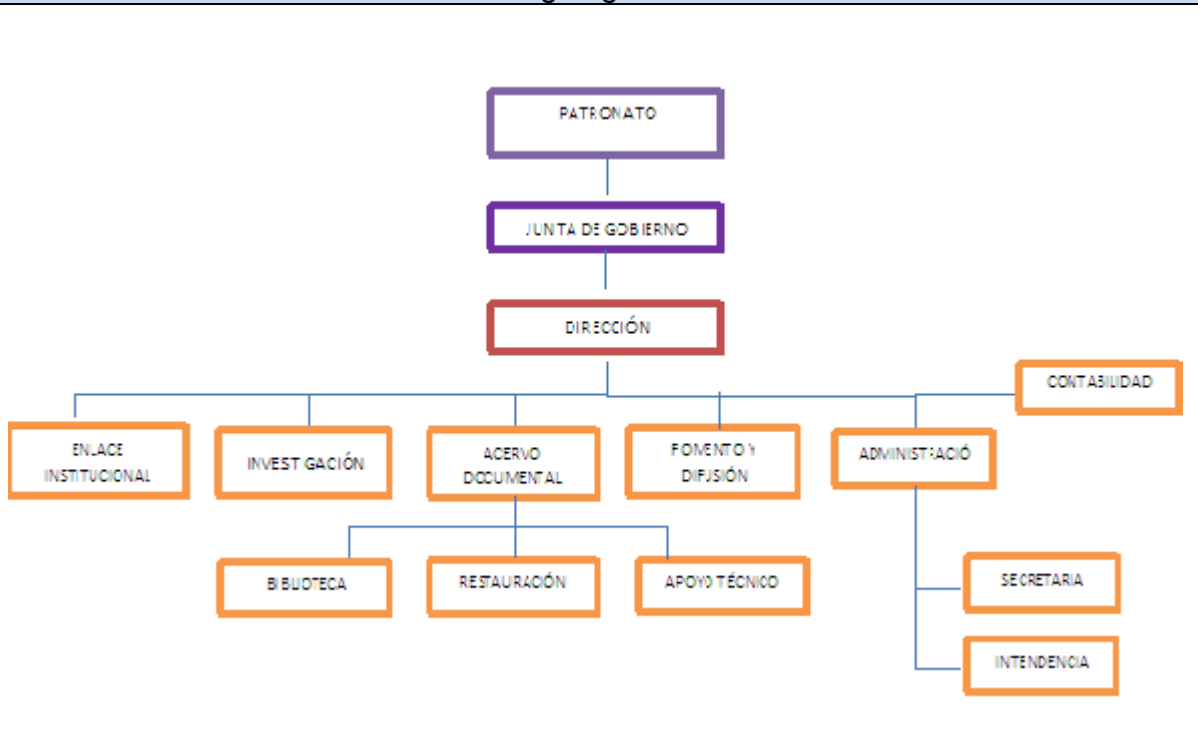 PATRONATO
JUNTA DE GOBIERNO
DIRECCIÓN
CONTABILIDAD
ENLACE
INSTITUCIONAL
INVESTIGACIÓN
ACERVO
DOCUMENTAL
FOMENTO Y
DIFUSIÓN
ADMINISTRACIÓ
BIBLIOTECA
RESTAURACIÓN
APOYO TÉCNICO
SECRETARIA
INTENDENCIA